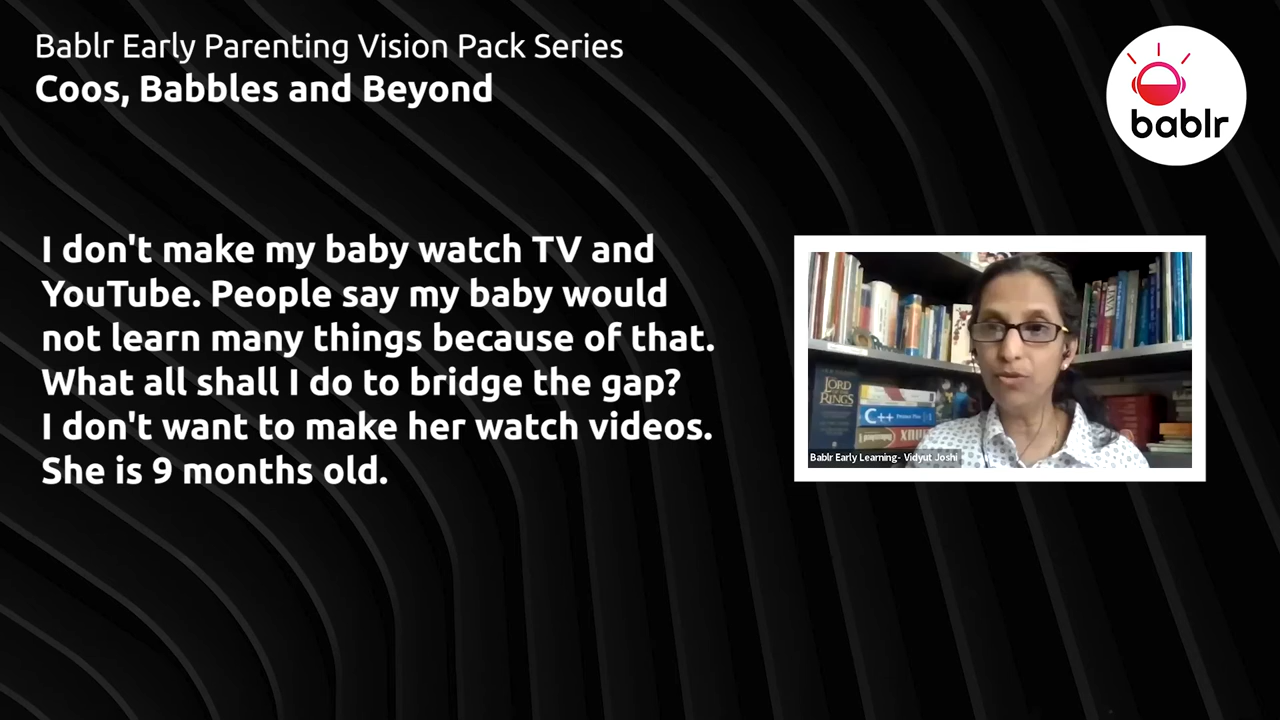 Bablr Early Parenting Vision Pack Series
Coos, Babbles and Beyond
bablr
I don't make my baby watch TV and
YouTube. People say my baby would
not learn many things because of that.
What all shall I do to bridge the gap?
I don't want to make her watch videos.
She is 9 months old.
LORD
OF THE
RINGS
JAVA
C++
Bablr Early Learning- Vidyut Joshi